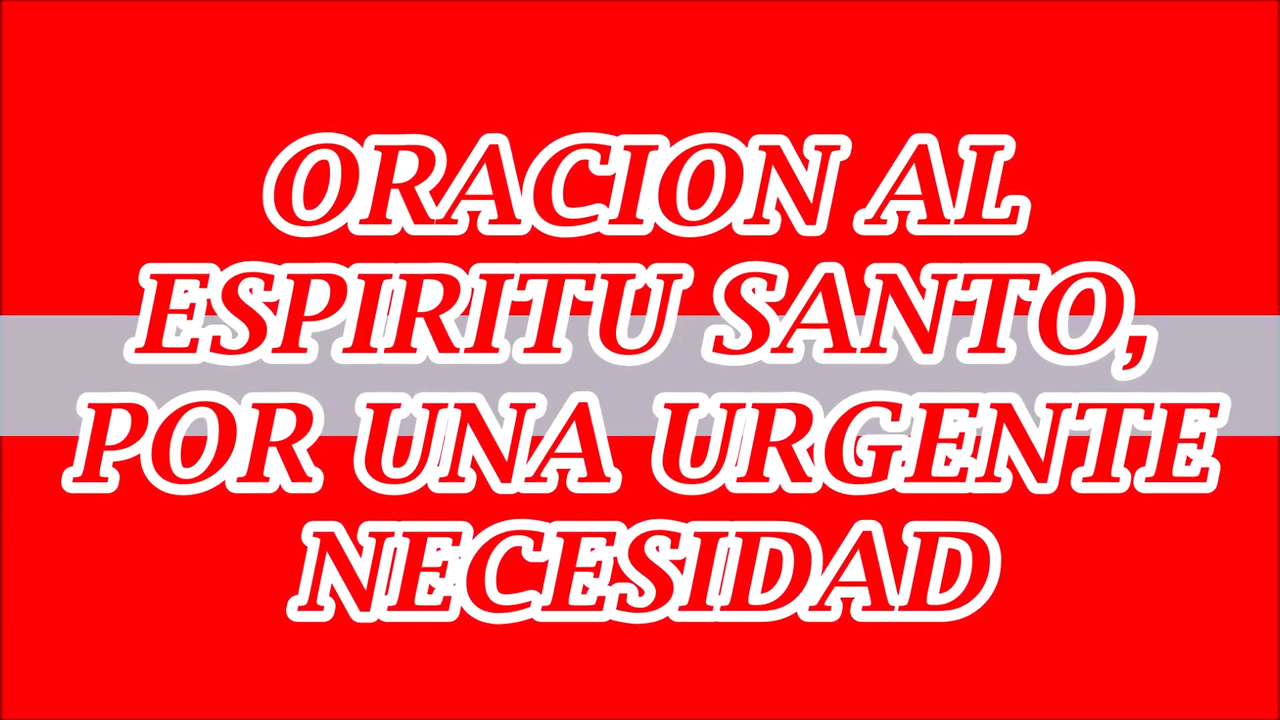 ORACION AL
ESPIRITU SANTO,
POR UNA URGENTE
NECESIDAD